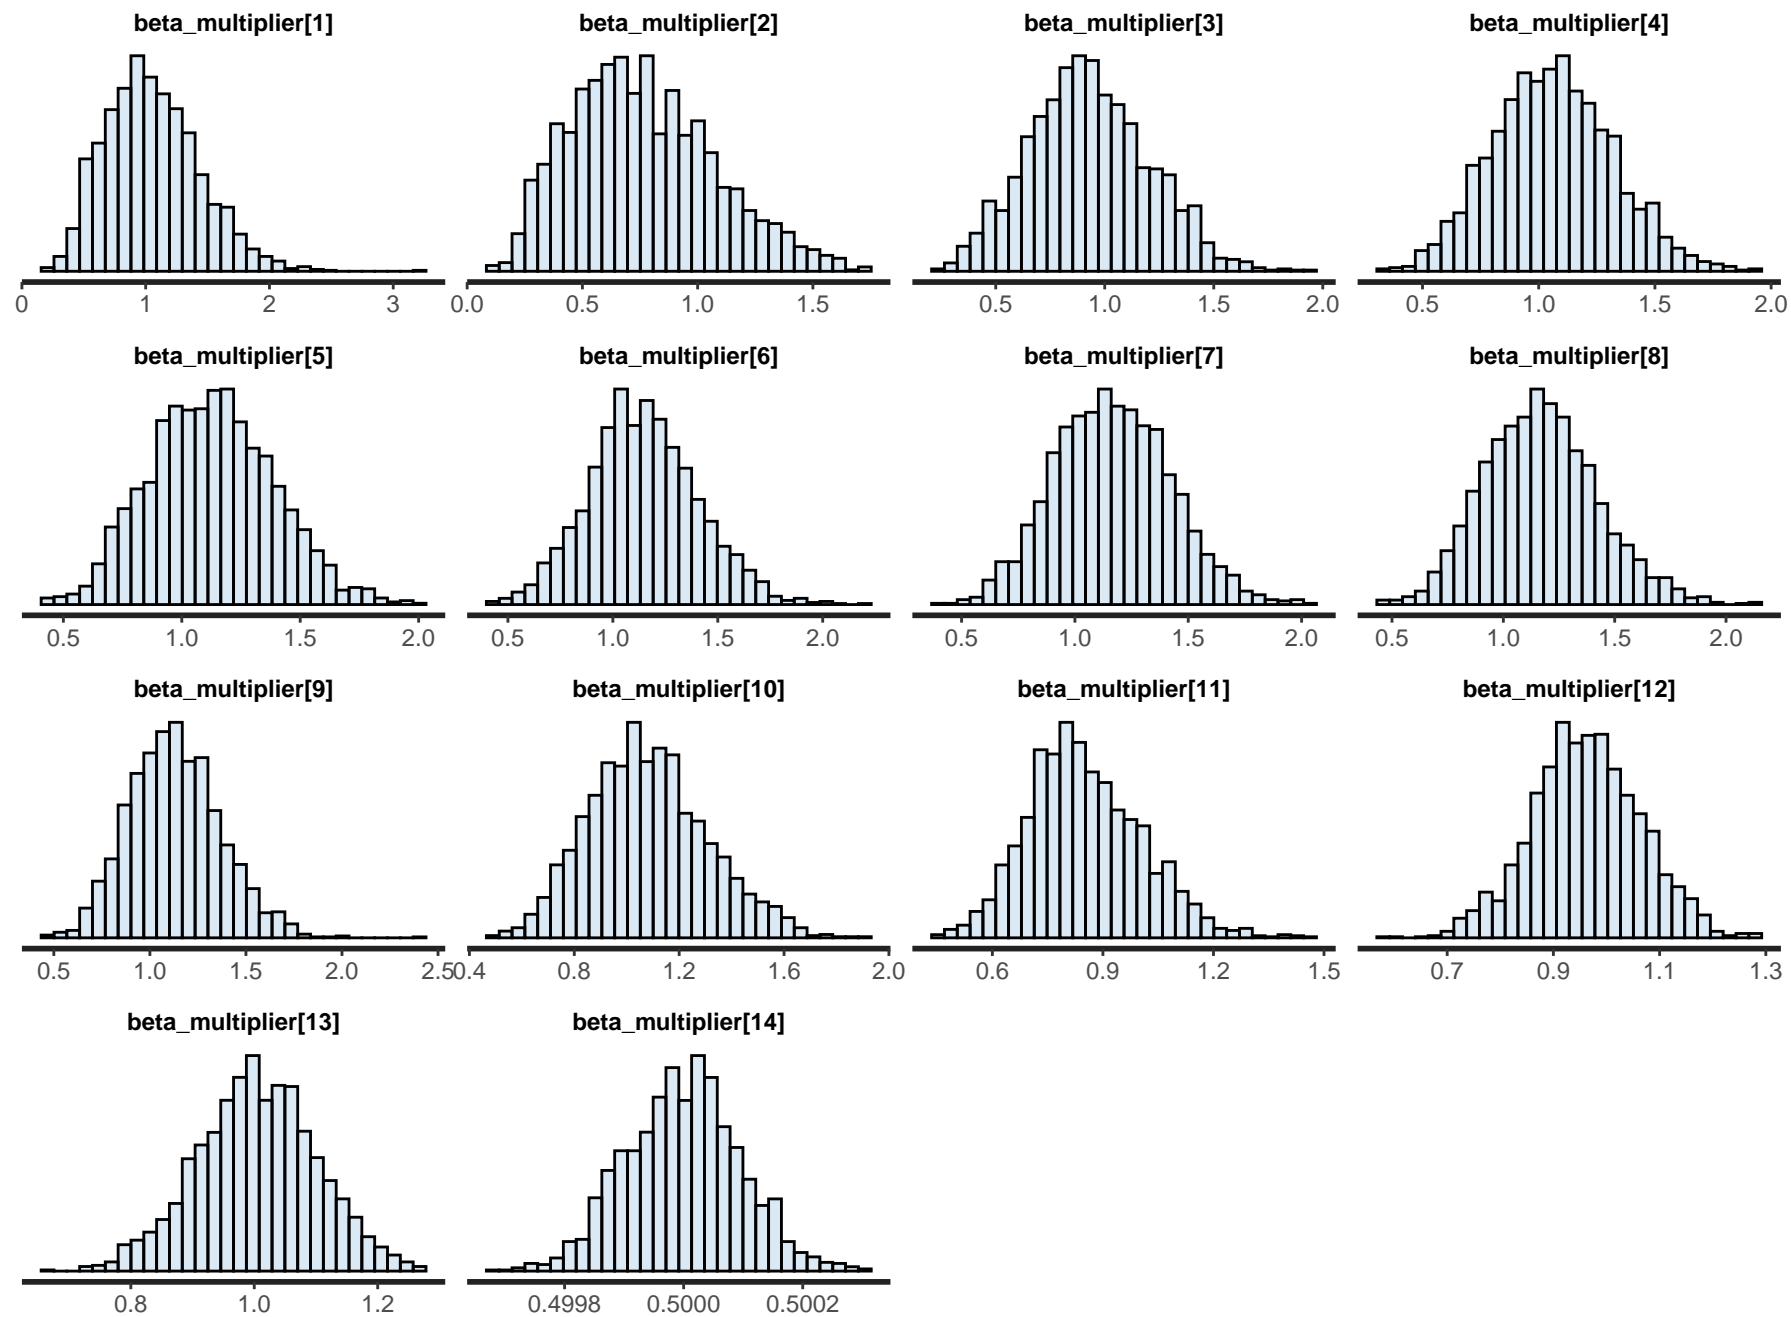 beta_multiplier[1] beta_multiplier[2] beta_multiplier[3] beta_multiplier[4]
0 1 2 3 0.0 0.5 1.0 1.5 0.5 1.0 1.5 2.0 0.5 1.0 1.5 2.0
beta_multiplier[5] beta_multiplier[6] beta_multiplier[7] beta_multiplier[8]
0.5 1.0 1.5 2.0 0.5 1.0 1.5 2.0 0.5 1.0 1.5 2.0 0.5 1.0 1.5 2.0
beta_multiplier[9] beta_multiplier[10] beta_multiplier[11] beta_multiplier[12]
0.5 1.0 1.5 2.0 2.5 0.4 0.8 1.2 1.6 2.0 0.6 0.9 1.2 1.5 0.7 0.9 1.1 1.3
beta_multiplier[13] beta_multiplier[14]
0.8 1.0 1.2 0.4998 0.5000 0.5002